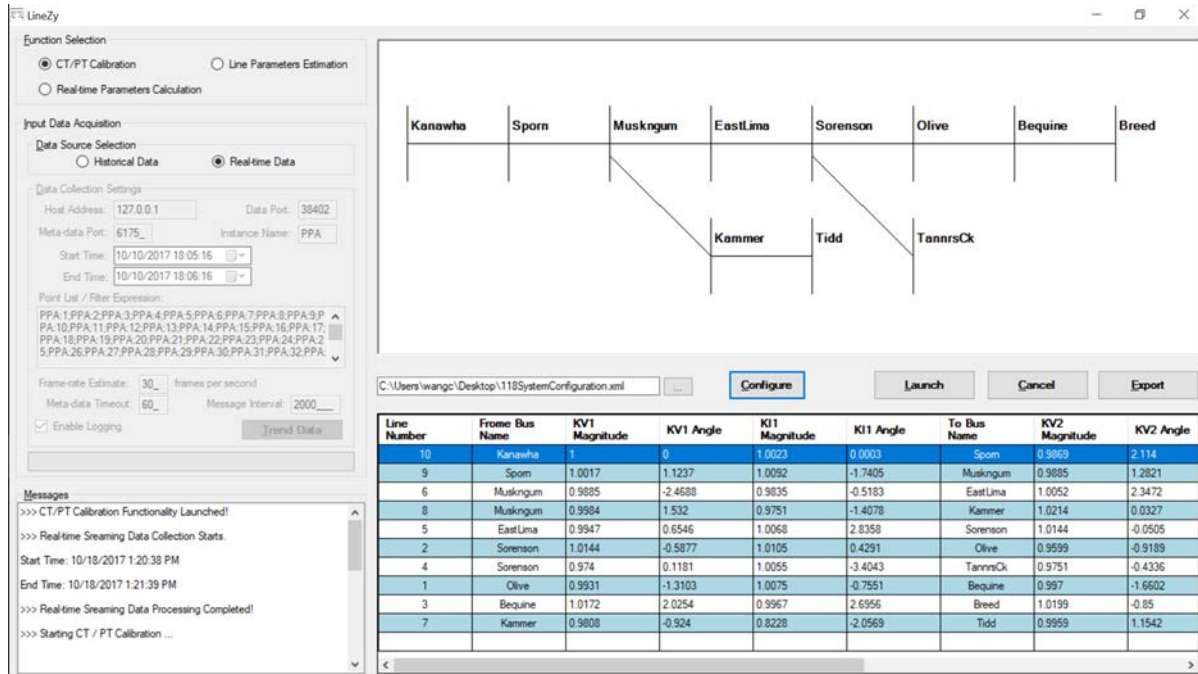 LineZy
Function Selection
CT/PT Calibration
Line Parameters Estimation
Real-time Parameters Calculation
Input Data Acquisition
Data Source Selection
Historical Data
Real-time Data
Data Collection Settings
Host Address: 127.0.0.1
Data Port: 38402
Meta-data Port: 6175_
Instance Name: PPA
Start Time: 10/10/2017 18:05:16
End Time: 10/10/2017 18:06:16
Point List / Filter Expression:
PPA:1;PPA:2;PPA:3;PPA:4;PPA:5;PPA:6;PPA:7;PPA:8;PPA:9;P
PA:10;PPA:11;PPA:12;PPA:13;PPA:14;PPA:15;PPA:16;PPA:17;
PPA:18;PPA:19;PPA:20;PPA:21;PPA:22;PPA:23;PPA:24;PPA:2
5;PPA:26;PPA:27;PPA:28;PPA:29;PPA:30;PPA:31;PPA:32;PPA:
Frame-rate Estimate: 30_ frames per second
Meta-data Timeout: 60_
Message Interval: 2000___
Enable Logging
Trend Data
Messages
>>> CT/PT Calibration Functionality Launched!
>>> Real-time Sreaming Data Collection Starts.
Start Time: 10/18/2017 1:20:38 PM
End Time: 10/18/2017 1:21:39 PM
>>> Real-time Sreaming Data Processing Completed!
>>> Starting CT / PT Calibration ...
Kanawha Sporn Muskngum EastLima Sorenson Olive Bequine Breed
Kammer Tidd TannrsCk
C:\Users\wangc\Desktop\118SystemConfiguration.xml
...
Configure
Launch
Cancel
Export
Line Number Frome Bus Name KV1 Magnitude KV1 Angle KI1 Magnitude KI1 Angle To Bus Name KV2 Magnitude KV2 Angle
10 Kanawha 1 0 1.0023 0.0003 Sporn 0.9869 2.114
9 Sporn 1.0017 1.1237 1.0092 -1.7405 Muskngum 0.9885 1.2821
6 Muskngum 0.9885 -2.4688 0.9835 -0.5183 EastLima 1.0052 2.3472
8 Muskngum 0.9984 1.532 0.9751 -1.4078 Kammer 1.0214 0.0327
5 EastLima 0.9947 0.6546 1.0068 2.8358 Sorenson 1.0144 -0.0505
2 Sorenson 1.0144 -0.5877 1.0105 0.4291 Olive 0.9599 -0.9189
4 Sorenson 0.974 0.1181 1.0055 -3.4043 TannrsCk 0.9751 -0.4336
1 Olive 0.9931 -1.3103 1.0075 -0.7551 Bequine 0.997 -1.6602
3 Bequine 1.0172 2.0254 0.9967 2.6956 Breed 1.0199 -0.85
7 Kammer 0.9808 -0.924 0.8228 -2.0569 Tidd 0.9959 1.1542